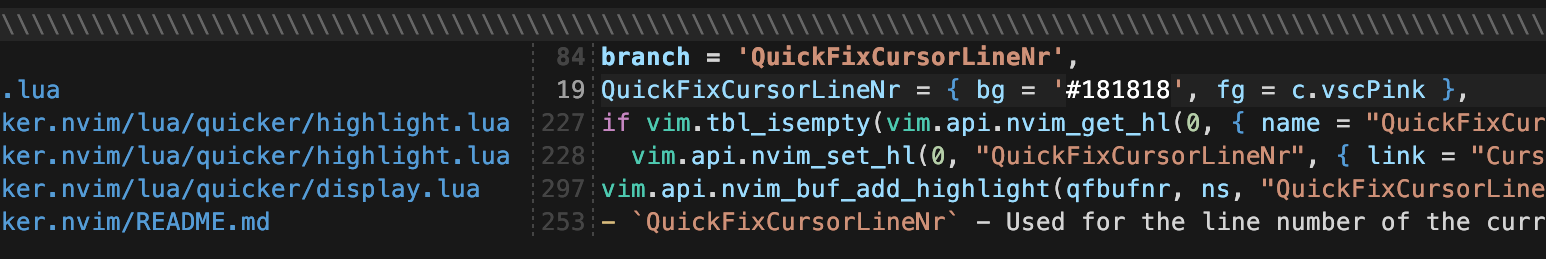 84 branch = 'QuickFixCursorLineNr',
.lua 19 QuickFixCursorLineNr = { bg = '#181818', fg = c.vscPink },
ker.nvim/lua/quicker/highlight.lua 227 if vim.tbl_isempty(vim.api.nvim_get_hl(0, { name = "QuickFixCur
ker.nvim/lua/quicker/highlight.lua 228 vim.api.nvim_set_hl(0, "QuickFixCursorLineNr", { link = "Curs
ker.nvim/lua/quicker/display.lua 297 vim.api.nvim_buf_add_highlight(qfbufnr, ns, "QuickFixCursorLine
ker.nvim/README.md 253 - `QuickFixCursorLineNr` - Used for the line number of the curr